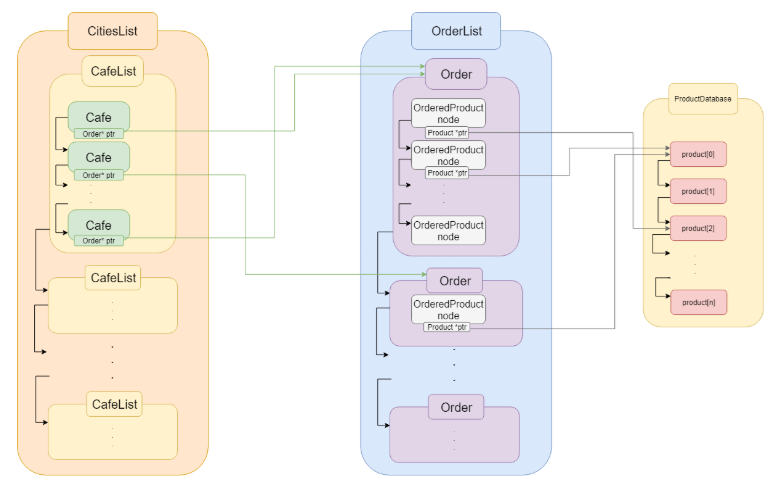 CitiesList
CafeList
Cafe
Order* ptr
Cafe
Order* ptr
Cafe
Order* ptr
CafeList
CafeList
OrderList
Order
OrderedProduct
node
Product *ptr
OrderedProduct
node
Product *ptr
OrderedProduct
node
Order
OrderedProduct
node
Product *ptr
Order
ProductDatabase
product[0]
product[1]
product[2]
product[n]